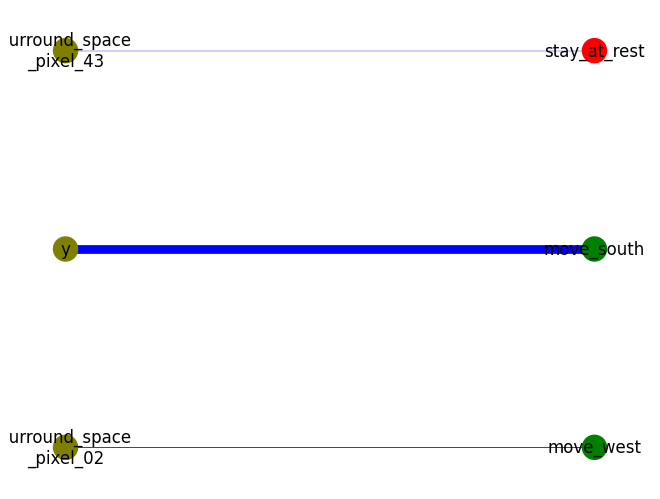 urround_space
_pixel_43
stay_at_rest
y
move_south
urround_space
_pixel_02
move_west